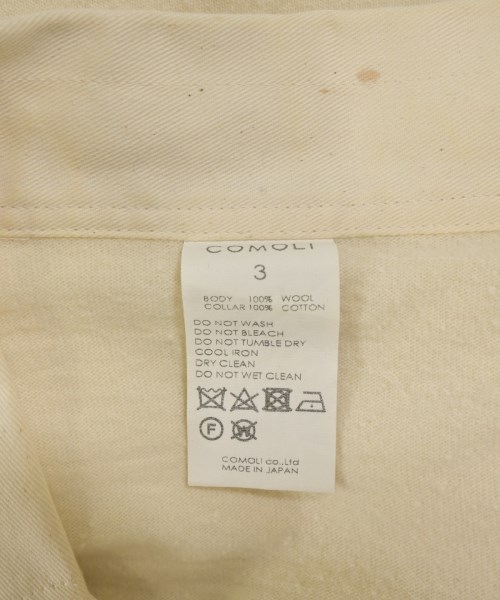 COMOLI
3
BODY 100% WOOL
COLLAR 100% COTTON
DO NOT WASH
DO NOT BLEACH
DO NOT TUMBLE DRY
COOL IRON
DRY CLEAN
DO NOT WET CLEAN
F W
COMOLI co.,Ltd
MADE IN JAPAN